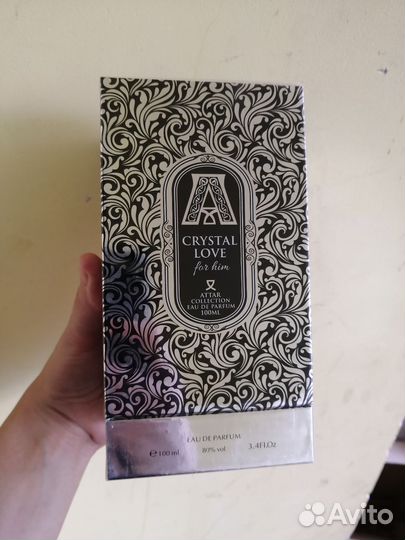 A
CRYSTAL
LOVE
for him
ATTAR
COLLECTION
EAU DE PARFUM
100ML
EAU DE PARFUM
℮ 100 ml 80% vol 3.4Fl.Oz
Avito